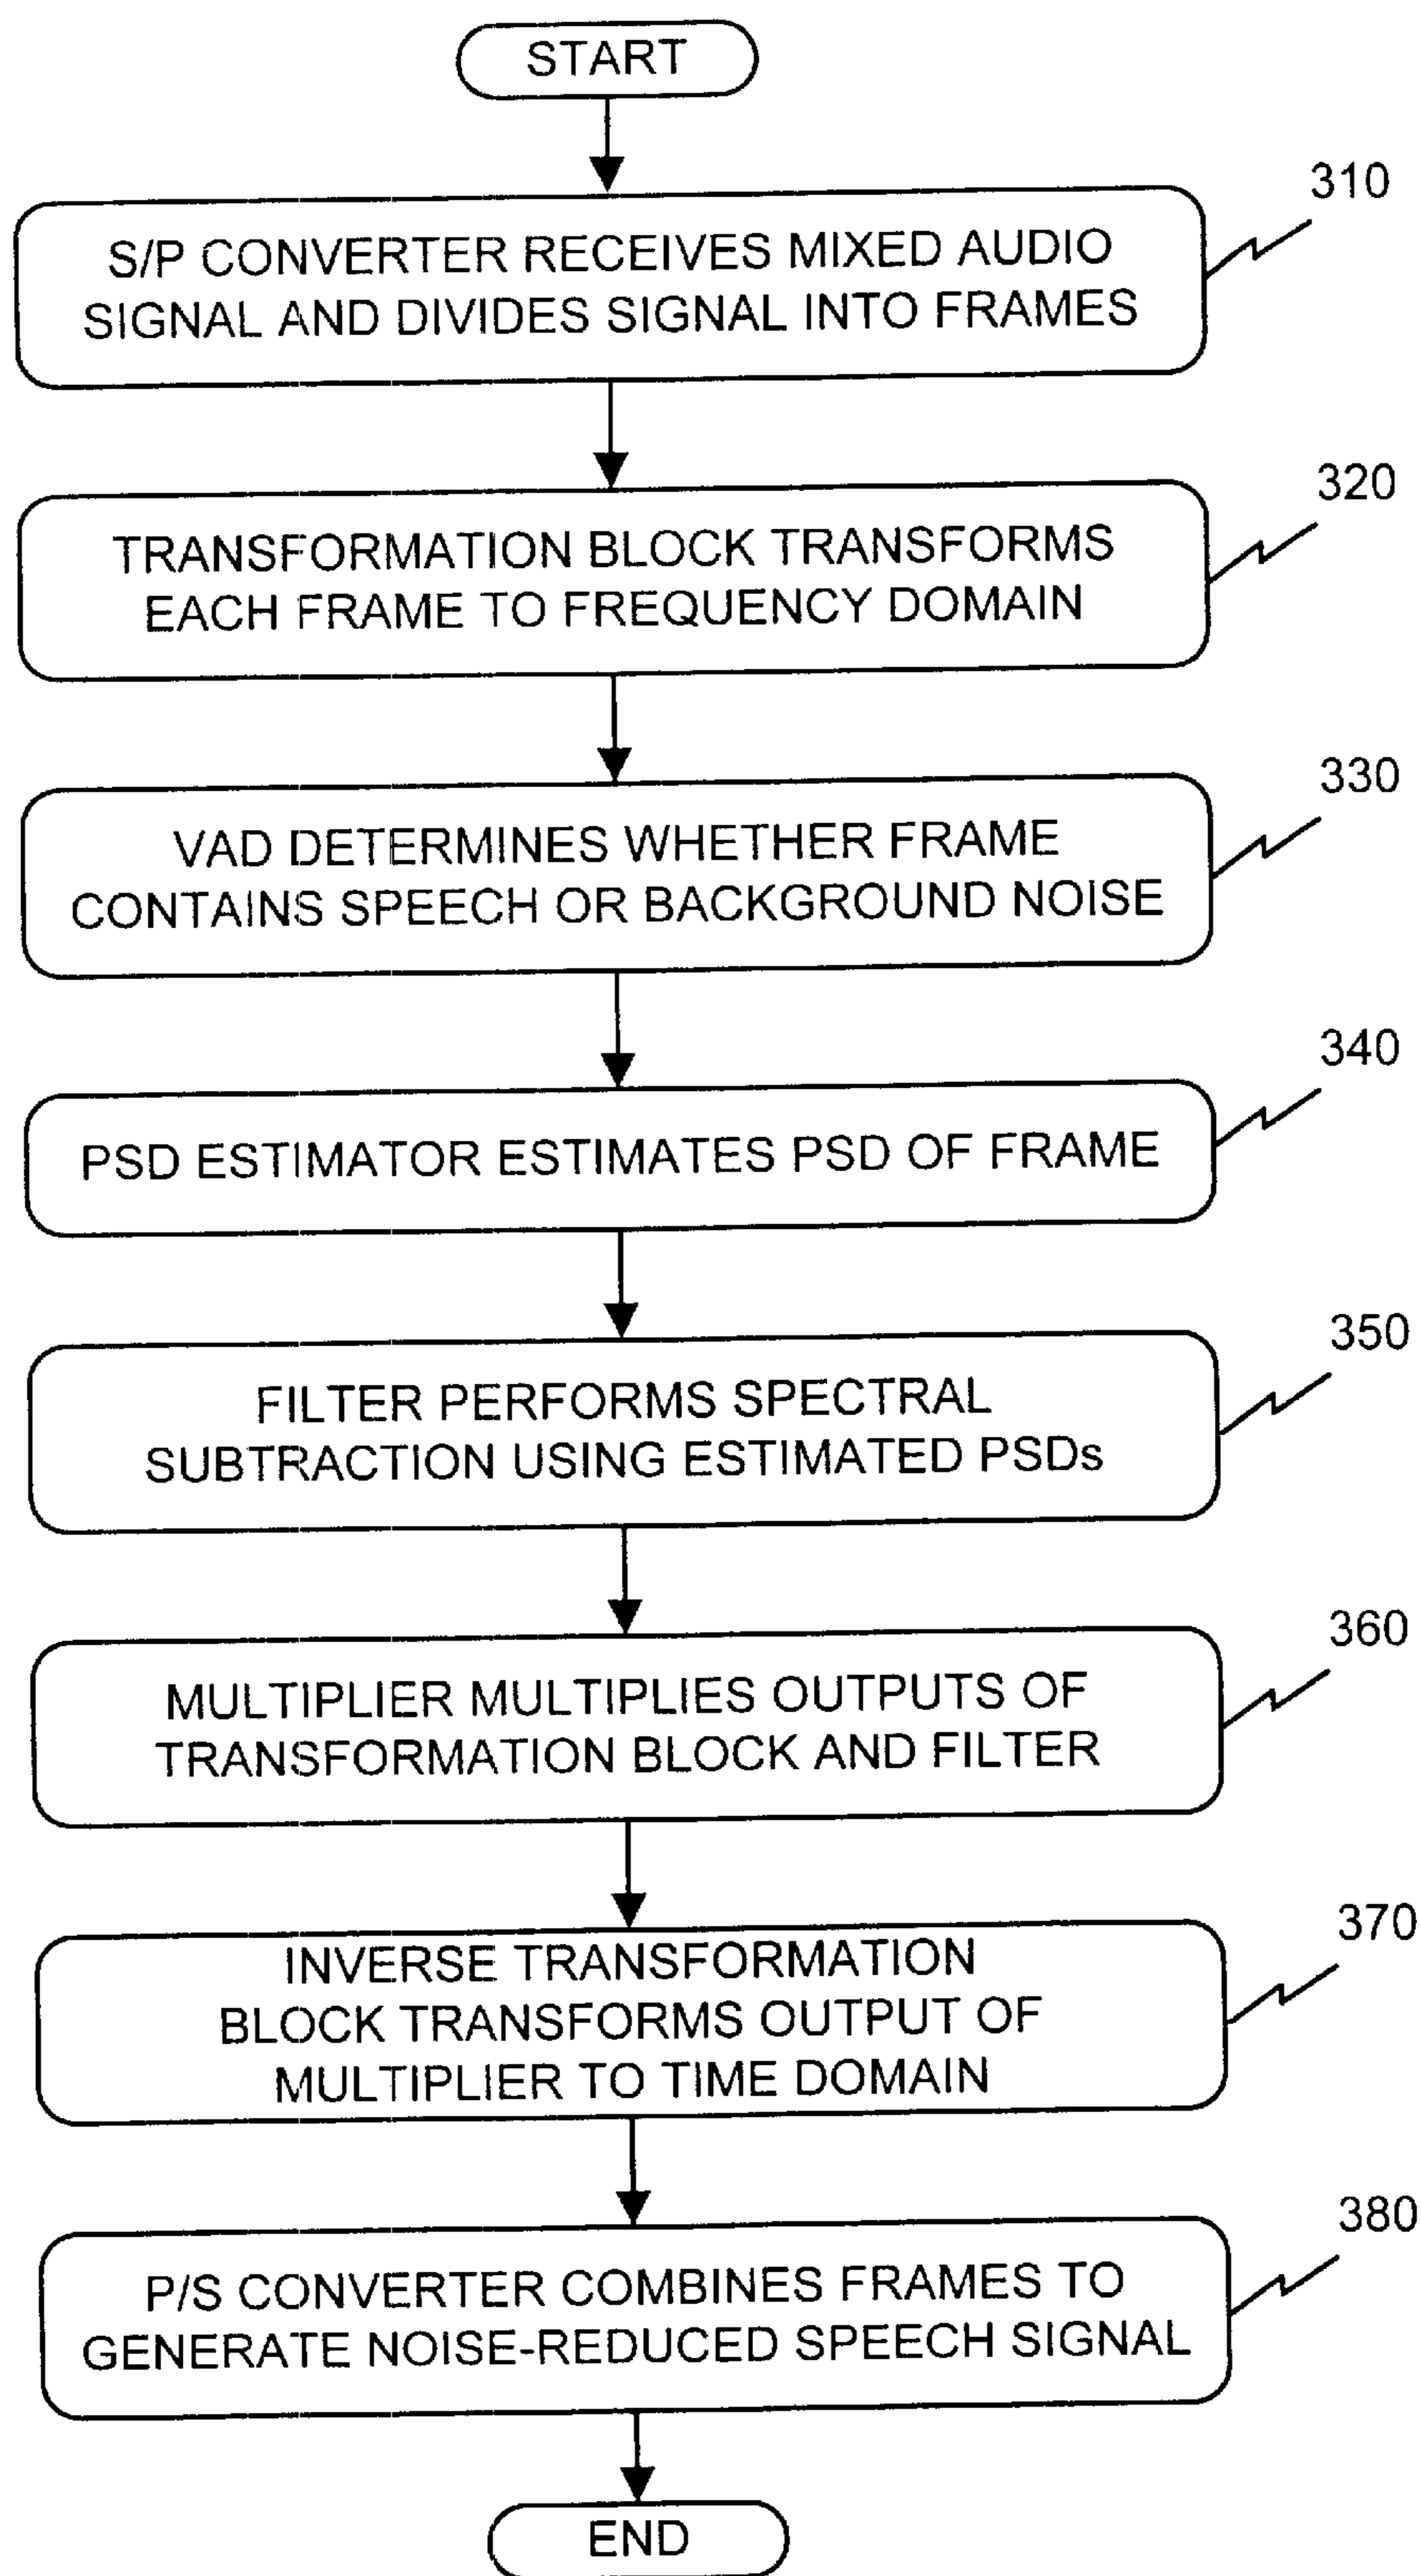 START
310
S/P CONVERTER RECEIVES MIXED AUDIO
SIGNAL AND DIVIDES SIGNAL INTO FRAMES
320
TRANSFORMATION BLOCK TRANSFORMS
EACH FRAME TO FREQUENCY DOMAIN
330
VAD DETERMINES WHETHER FRAME
CONTAINS SPEECH OR BACKGROUND NOISE
340
PSD ESTIMATOR ESTIMATES PSD OF FRAME
350
FILTER PERFORMS SPECTRAL
SUBTRACTION USING ESTIMATED PSDs
360
MULTIPLIER MULTIPLIES OUTPUTS OF
TRANSFORMATION BLOCK AND FILTER
370
INVERSE TRANSFORMATION
BLOCK TRANSFORMS OUTPUT OF
MULTIPLIER TO TIME DOMAIN
380
P/S CONVERTER COMBINES FRAMES TO
GENERATE NOISE-REDUCED SPEECH SIGNAL
END